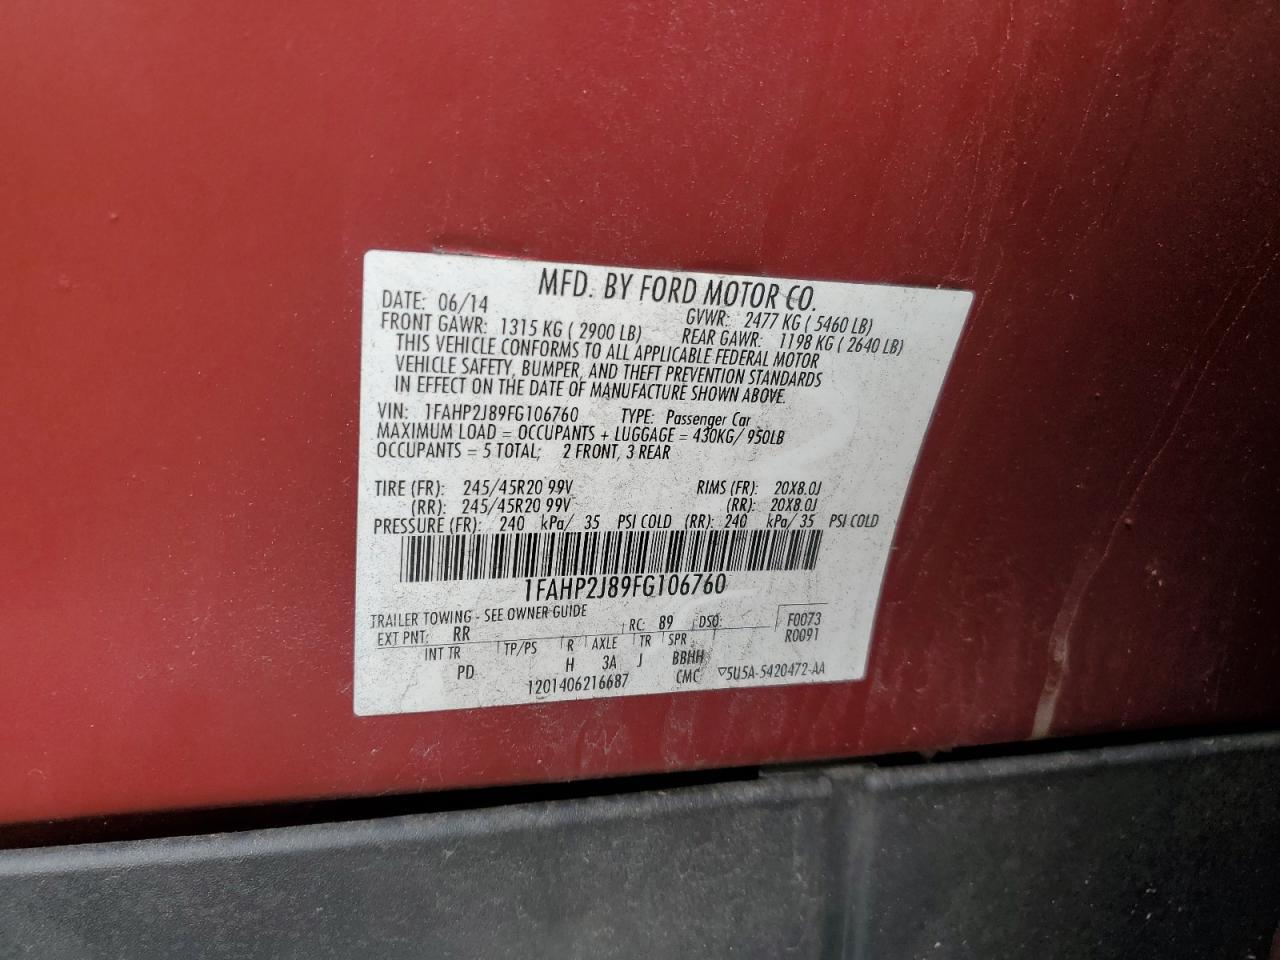 MFD. BY FORD MOTOR CO.
DATE: 06/14 GVWR: 2477 KG ( 5460 LB)
FRONT GAWR: 1315 KG ( 2900 LB) REAR GAWR: 1198 KG ( 2640 LB)
THIS VEHICLE CONFORMS TO ALL APPLICABLE FEDERAL MOTOR
VEHICLE SAFETY, BUMPER, AND THEFT PREVENTION STANDARDS
IN EFFECT ON THE DATE OF MANUFACTURE SHOWN ABOVE.
VIN: 1FAHP2J89FG106760 TYPE: Passenger Car
MAXIMUM LOAD = OCCUPANTS + LUGGAGE = 430KG/ 950LB
OCCUPANTS = 5 TOTAL; 2 FRONT, 3 REAR
TIRE (FR): 245/45R20 99V RIMS (FR): 20X8.0J
(RR): 245/45R20 99V (RR): 20X8.0J
PRESSURE (FR): 240 kPa/ 35 PSI COLD (RR): 240 kPa/ 35 PSI COLD
1FAHP2J89FG106760
TRAILER TOWING - SEE OWNER GUIDE
EXT PNT: RR RC: 89 DSO: F0073
R0091
INT TR TP/PS R AXLE TR SPR
PD H 3A J BBHH
1201406216687 CMC ▽5U5A-5420472-AA